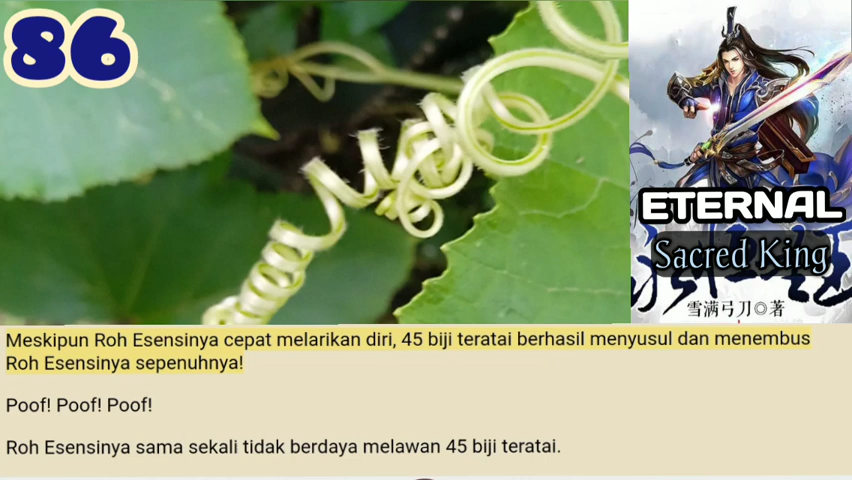 86
ETERNAL
Sacred King
雪满弓刀◎著
Meskipun Roh Esensinya cepat melarikan diri, 45 biji teratai berhasil menyusul dan menembus
Roh Esensinya sepenuhnya!
Poof! Poof! Poof!
Roh Esensinya sama sekali tidak berdaya melawan 45 biji teratai.